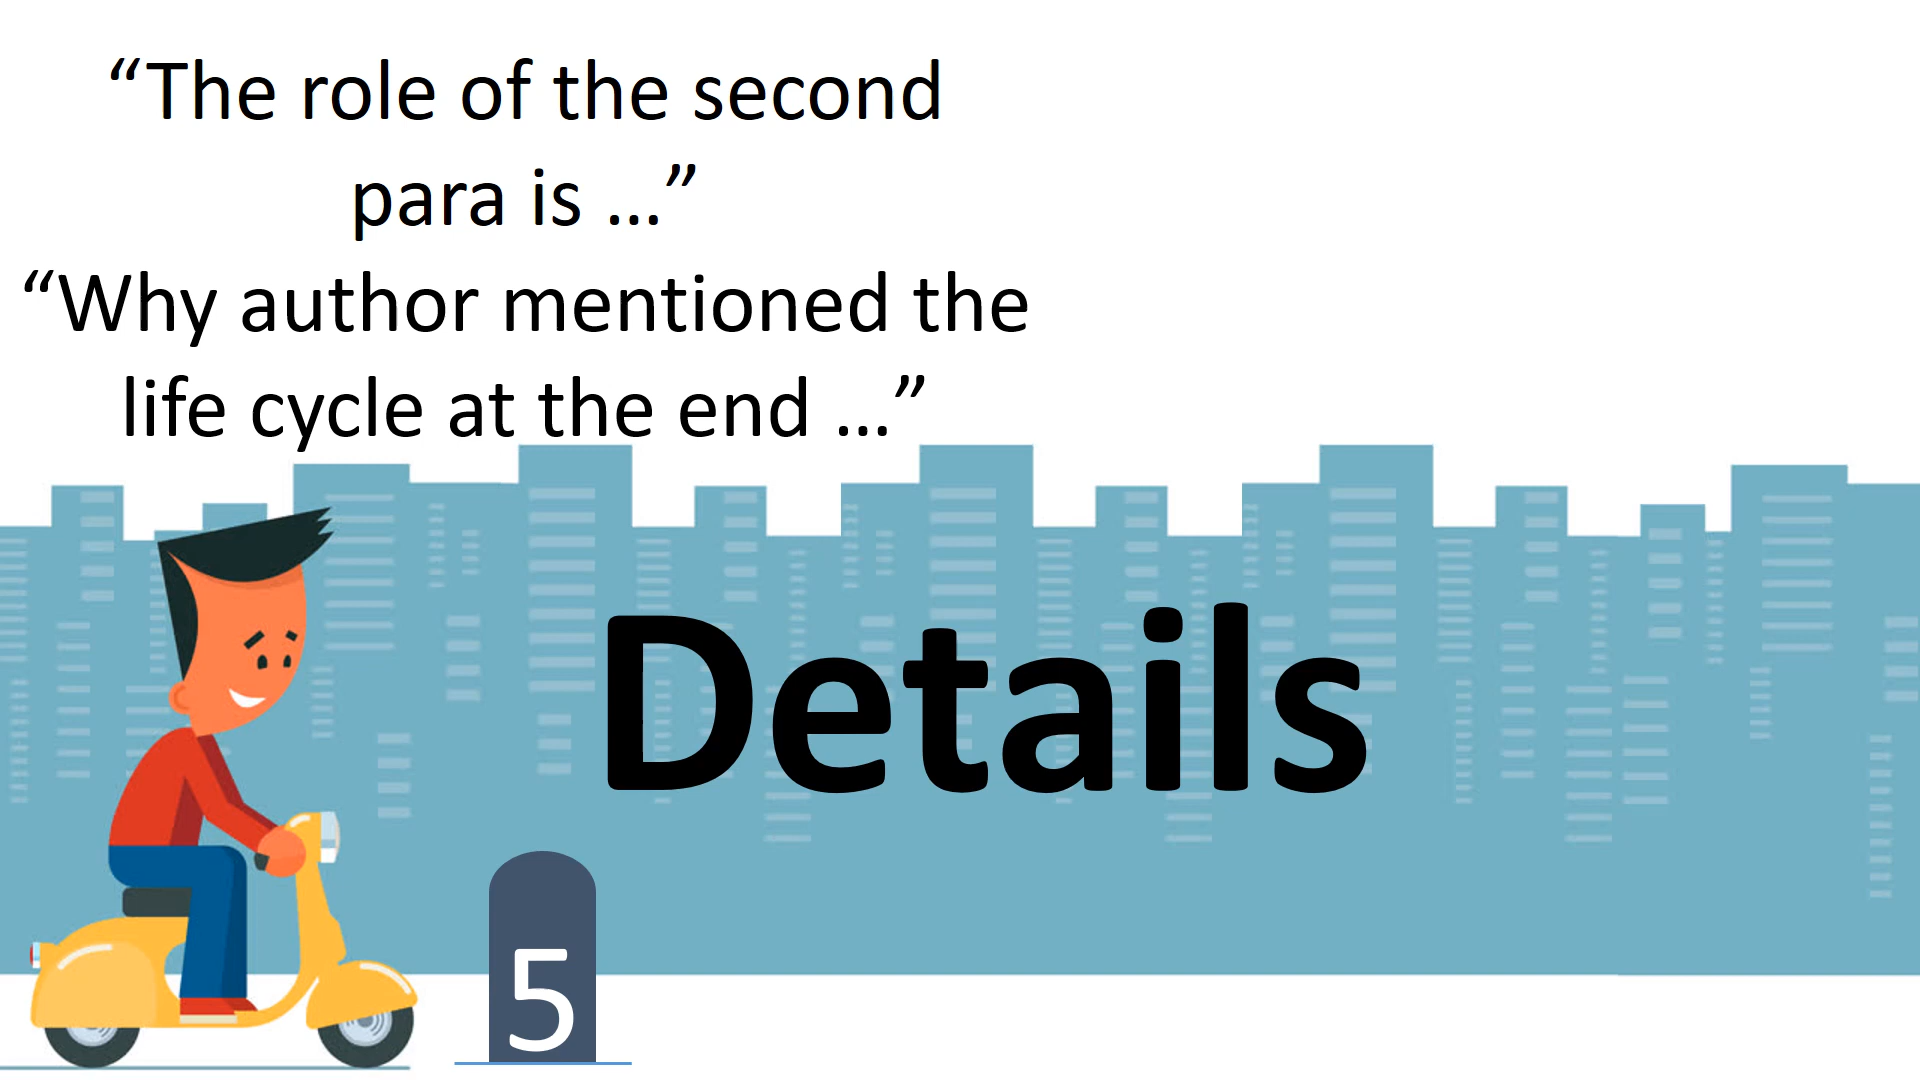 “The role of the second
para is ...”
“Why author mentioned the
life cycle at the end ...”
Details
5